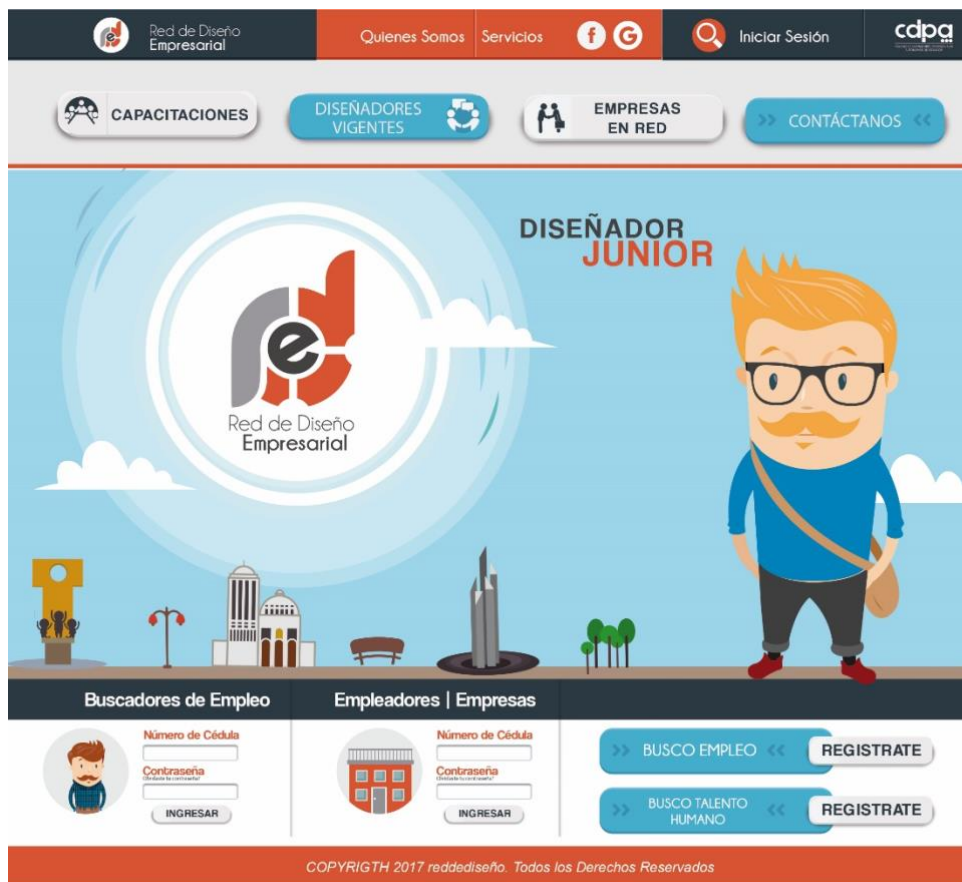 Red de Diseño
Empresarial
Quienes Somos
Servicios
f G
Iniciar Sesión
cdpa
CAPACITACIONES
DISEÑADORES
VIGENTES
EMPRESAS
EN RED
>> CONTÁCTANOS <<
DISEÑADOR
JUNIOR
red
Red de Diseño
Empresarial
Buscadores de Empleo
Empleadores | Empresas
Número de Cédula
Contraseña
INGRESAR
Número de Cédula
Contraseña
INGRESAR
>> BUSCO EMPLEO <<
REGISTRATE
>> BUSCO TALENTO
HUMANO <<
REGISTRATE
COPYRIGTH 2017 reddediseño. Todos los Derechos Reservados